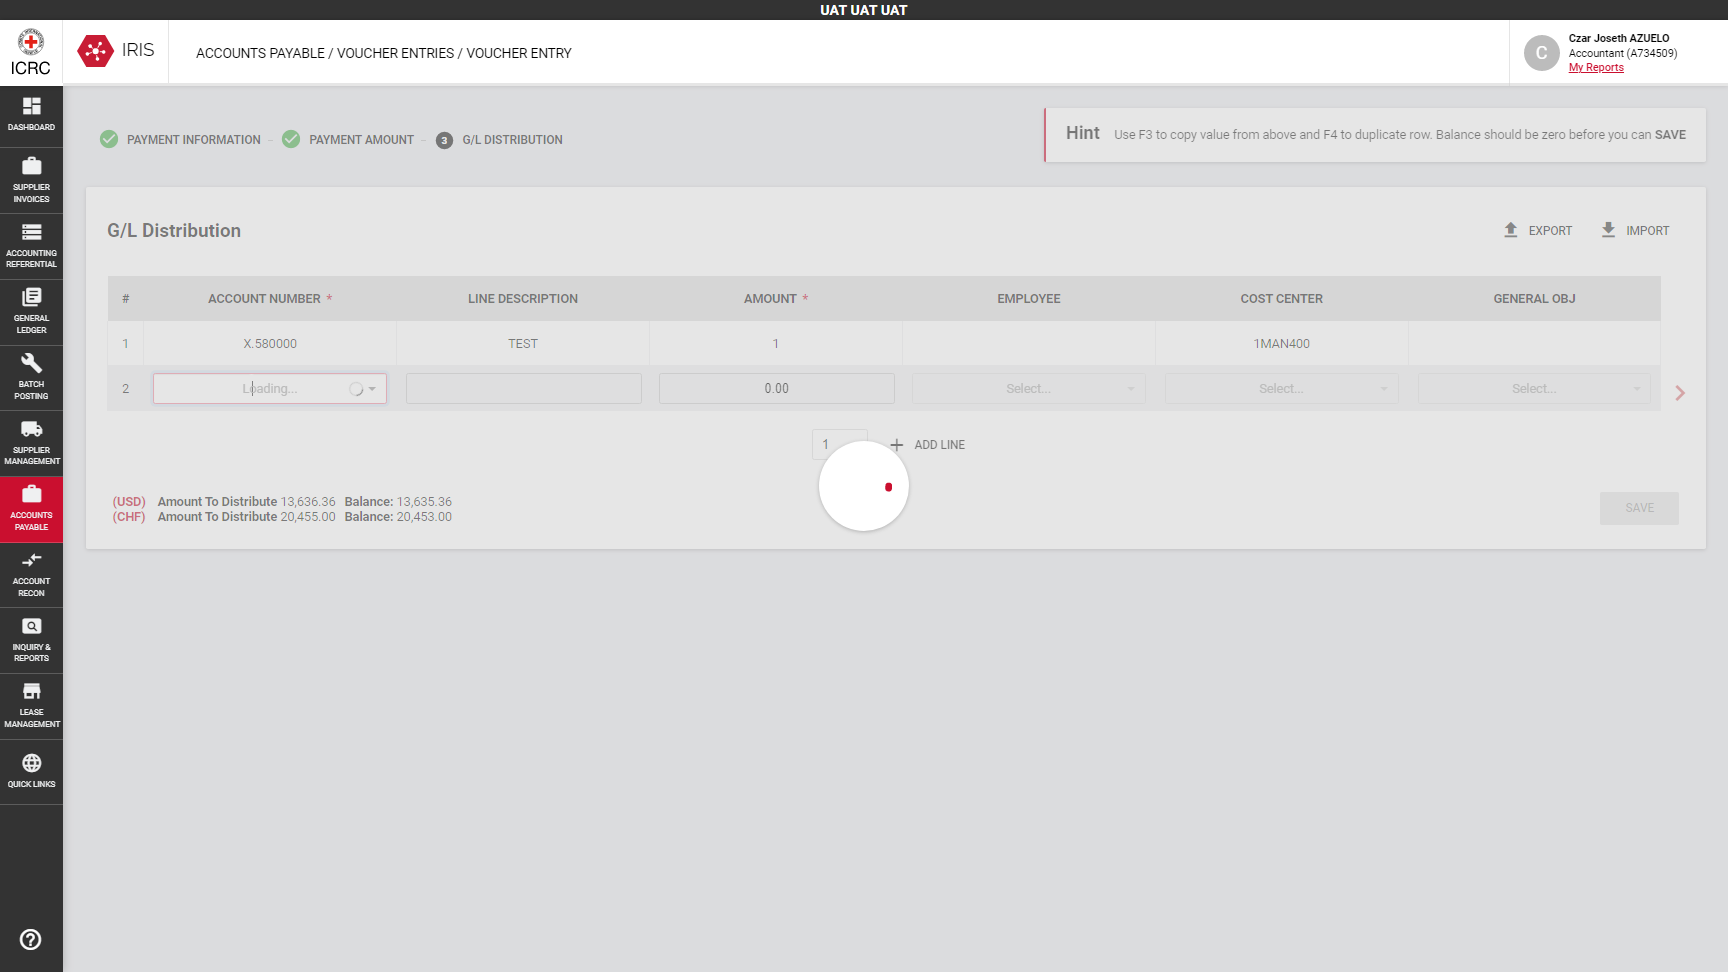 UAT UAT UAT
ICRC
IRIS
ACCOUNTS PAYABLE / VOUCHER ENTRIES / VOUCHER ENTRY
C
Czar Joseth AZUELO
Accountant (A734509)
My Reports
DASHBOARD
SUPPLIER
INVOICES
ACCOUNTING
REFERENTIAL
GENERAL
LEDGER
BATCH
POSTING
SUPPLIER
MANAGEMENT
ACCOUNTS
PAYABLE
ACCOUNT
RECON
INQUIRY &
REPORTS
LEASE
MANAGEMENT
QUICK LINKS
PAYMENT INFORMATION - PAYMENT AMOUNT - 3 G/L DISTRIBUTION
Hint Use F3 to copy value from above and F4 to duplicate row. Balance should be zero before you can SAVE
G/L Distribution
EXPORT IMPORT
# ACCOUNT NUMBER * LINE DESCRIPTION AMOUNT * EMPLOYEE COST CENTER GENERAL OBJ
1 X.580000 TEST 1 1MAN400
2 Loading... 0.00 Select... Select... Select...
1 + ADD LINE
(USD) Amount To Distribute 13,636.36 Balance: 13,635.36
(CHF) Amount To Distribute 20,455.00 Balance: 20,453.00
SAVE